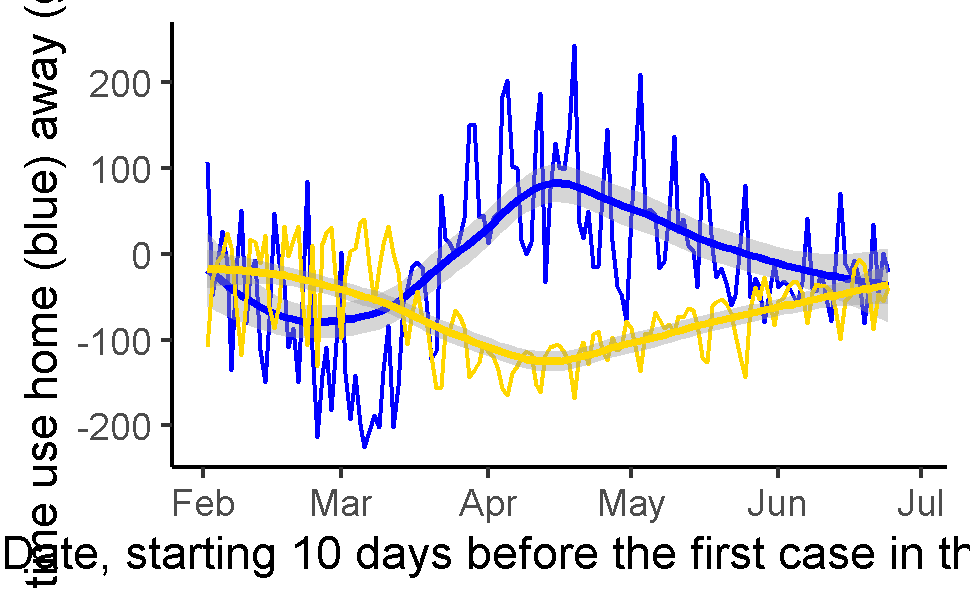 time use home (blue) away (
200
100
0
-100
-200
Feb Mar Apr May Jun Jul
Date, starting 10 days before the first case in th